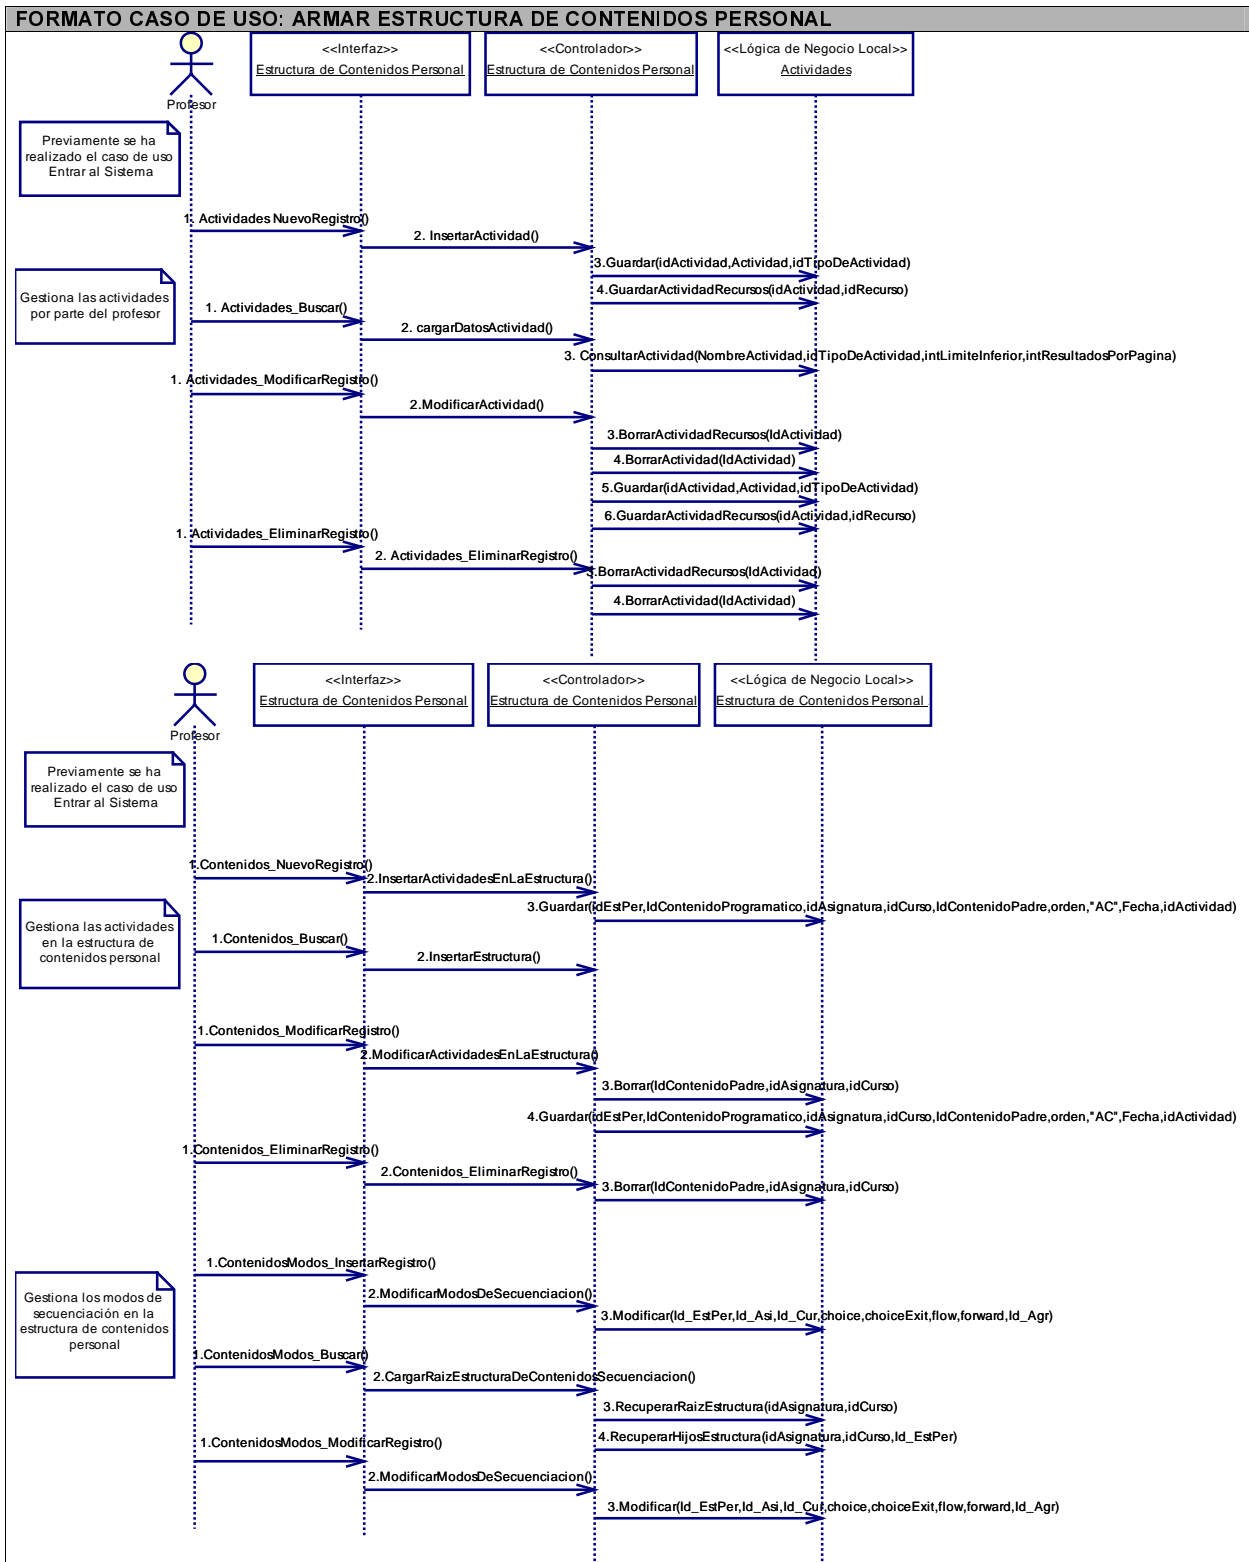 FORMATO CASO DE USO: ARMAR ESTRUCTURA DE CONTENIDOS PERSONAL
<<Interfaz>>
Estructura de Contenidos Personal
<<Controlador>>
Estructura de Contenidos Personal
<<Lógica de Negocio Local>>
Actividades
Profesor
Previamente se ha
realizado el caso de uso
Entrar al Sistema
1. Actividades NuevoRegistro()
2. InsertarActividad()
3.Guardar(idActividad,Actividad,idTipoDeActividad)
4.GuardarActividadRecursos(idActividad,idRecurso)
Gestiona las actividades
por parte del profesor
1. Actividades_Buscar()
2. cargarDatosActividad()
3. ConsultarActividad(NombreActividad,idTipoDeActividad,intLimiteInferior,intResultadosPorPagina)
1. Actividades_ModificarRegistro()
2.ModificarActividad()
3.BorrarActividadRecursos(IdActividad)
4.BorrarActividad(IdActividad)
5.Guardar(idActividad,Actividad,idTipoDeActividad)
6.GuardarActividadRecursos(idActividad,idRecurso)
1. Actividades_EliminarRegistro()
2. Actividades_EliminarRegistro()
3.BorrarActividadRecursos(IdActividad)
4.BorrarActividad(IdActividad)
<<Interfaz>>
Estructura de Contenidos Personal
<<Controlador>>
Estructura de Contenidos Personal
<<Lógica de Negocio Local>>
Estructura de Contenidos Personal
Profesor
Previamente se ha
realizado el caso de uso
Entrar al Sistema
1.Contenidos_NuevoRegistro()
2.InsertarActividadesEnLaEstructura()
3.Guardar(idEstPer,IdContenidoProgramatico,idAsignatura,idCurso,IdContenidoPadre,orden,"AC",Fecha,idActividad)
Gestiona las actividades
en la estructura de
contenidos personal
1.Contenidos_Buscar()
2.InsertarEstructura()
1.Contenidos_ModificarRegistro()
2.ModificarActividadesEnLaEstructura()
3.Borrar(IdContenidoPadre,idAsignatura,idCurso)
4.Guardar(idEstPer,IdContenidoProgramatico,idAsignatura,idCurso,IdContenidoPadre,orden,"AC",Fecha,idActividad)
1.Contenidos_EliminarRegistro()
2.Contenidos_EliminarRegistro()
3.Borrar(IdContenidoPadre,idAsignatura,idCurso)
1.ContenidosModos_InsertarRegistro()
2.ModificarModosDeSecuenciacion()
3.Modificar(Id_EstPer,Id_Asi,Id_Cur,choice,choiceExit,flow,forward,Id_Agr)
Gestiona los modos de
secuenciación en la
estructura de contenidos
personal
1.ContenidosModos_Buscar()
2.CargarRaizEstructuraDeContenidosSecuenciacion()
3.RecuperarRaizEstructura(idAsignatura,idCurso)
4.RecuperarHijosEstructura(idAsignatura,idCurso,Id_EstPer)
1.ContenidosModos_ModificarRegistro()
2.ModificarModosDeSecuenciacion()
3.Modificar(Id_EstPer,Id_Asi,Id_Cur,choice,choiceExit,flow,forward,Id_Agr)